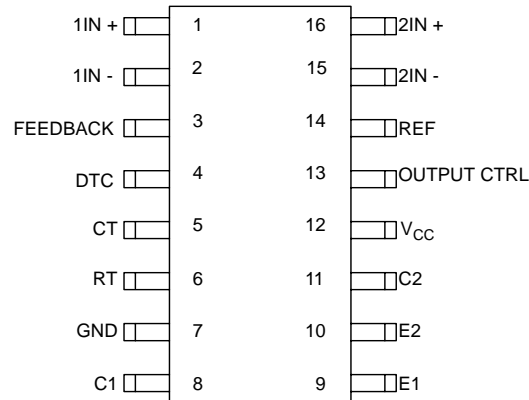 1IN + 1 16 2IN +
1IN - 2 15 2IN -
FEEDBACK 3 14 REF
DTC 4 13 OUTPUT CTRL
CT 5 12 VCC
RT 6 11 C2
GND 7 10 E2
C1 8 9 E1